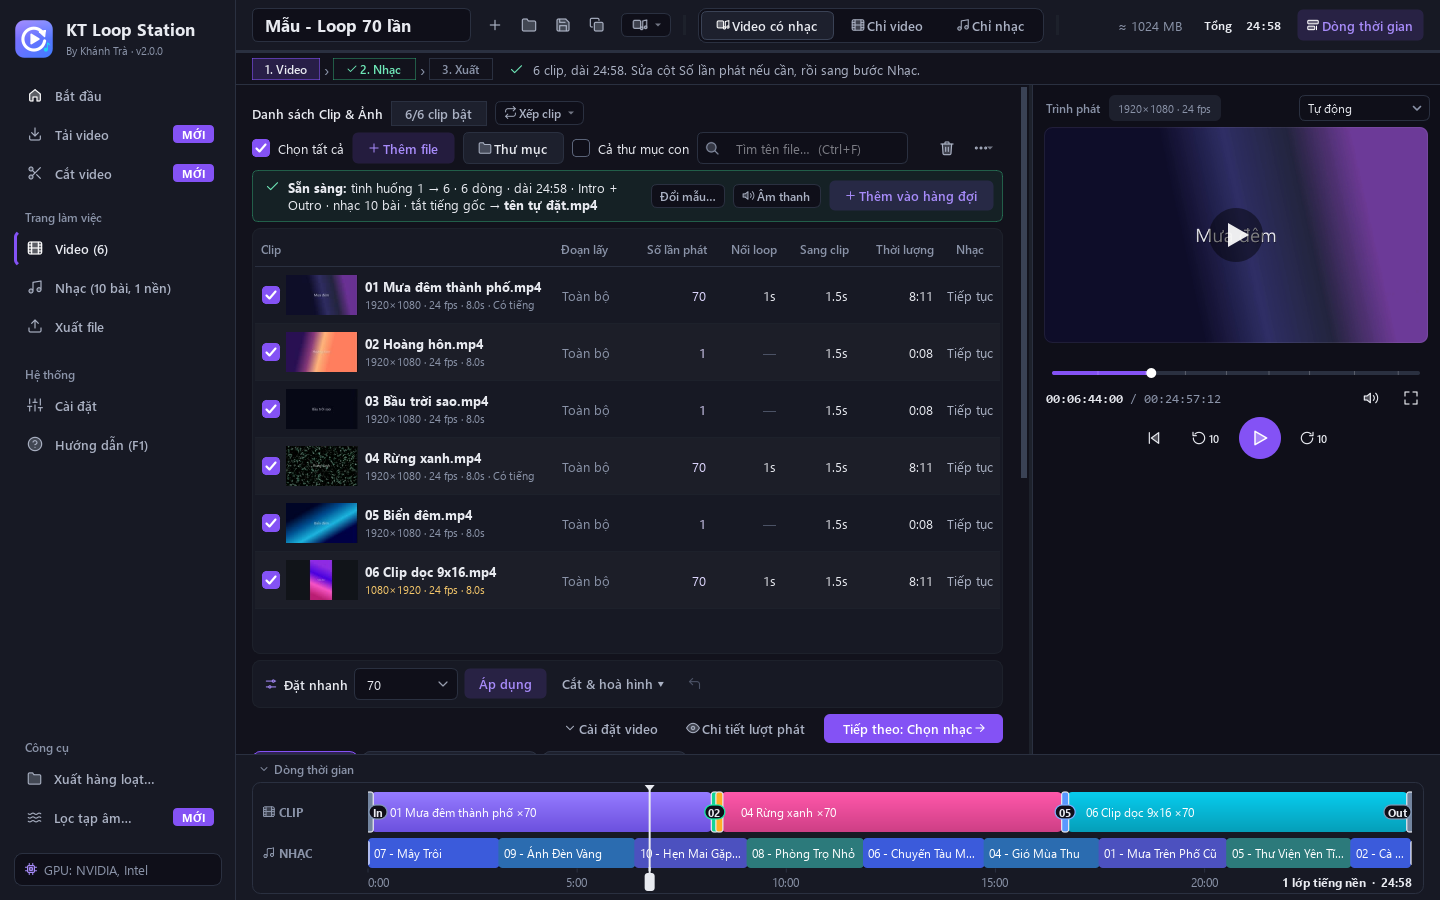 KT Loop Station
By Khánh Trà · v2.0.0
Bắt đầu
Tải video MỚI
Cắt video MỚI
Trang làm việc
Video (6)
Nhạc (10 bài, 1 nền)
Xuất file
Hệ thống
Cài đặt
Hướng dẫn (F1)
Công cụ
Xuất hàng loạt...
Lọc tạp âm... MỚI
GPU: NVIDIA, Intel
Mẫu - Loop 70 lần
Video có nhạc Chỉ video Chỉ nhạc
≈ 1024 MB Tổng 24:58 Dòng thời gian
1. Video › 2. Nhạc › 3. Xuất 6 clip, dài 24:58. Sửa cột Số lần phát nếu cần, rồi sang bước Nhạc.
Danh sách Clip & Ảnh 6/6 clip bật Xếp clip
Chọn tất cả Thêm file Thư mục Cả thư mục con Tìm tên file... (Ctrl+F)
Sẵn sàng: tình huống 1 → 6 · 6 dòng · dài 24:58 · Intro +
Outro · nhạc 10 bài · tắt tiếng gốc → tên tự đặt.mp4
Đổi mẫu... Âm thanh + Thêm vào hàng đợi
Clip Đoạn lấy Số lần phát Nối loop Sang clip Thời lượng Nhạc
01 Mưa đêm thành phố.mp4
1920×1080 · 24 fps · 8.0s · Có tiếng
Toàn bộ 70 1s 1.5s 8:11 Tiếp tục
02 Hoàng hôn.mp4
1920×1080 · 24 fps · 8.0s
Toàn bộ 1 — 1.5s 0:08 Tiếp tục
03 Bầu trời sao.mp4
1920×1080 · 24 fps · 8.0s
Toàn bộ 1 — 1.5s 0:08 Tiếp tục
04 Rừng xanh.mp4
1920×1080 · 24 fps · 8.0s · Có tiếng
Toàn bộ 70 1s 1.5s 8:11 Tiếp tục
05 Biển đêm.mp4
1920×1080 · 24 fps · 8.0s
Toàn bộ 1 — 1.5s 0:08 Tiếp tục
06 Clip dọc 9x16.mp4
1080×1920 · 24 fps · 8.0s
Toàn bộ 70 1s 1.5s 8:11 Tiếp tục
Đặt nhanh 70 Áp dụng Cắt & hoà hình
Cài đặt video Chi tiết lượt phát Tiếp theo: Chọn nhạc →
Trình phát 1920×1080 · 24 fps Tự động
Mưa đêm
00:06:44:00 / 00:24:57:12
10 10
Dòng thời gian
CLIP In 01 Mưa đêm thành phố ×70 02 04 Rừng xanh ×70 05 06 Clip dọc 9x16 ×70 Out
NHẠC 07 - Mây Trôi 09 - Ánh Đèn Vàng 10 - Hẹn Mai Gặp... 08 - Phòng Trọ Nhỏ 06 - Chuyến Tàu M... 04 - Gió Mùa Thu 01 - Mưa Trên Phố Cũ 05 - Thư Viện Yên Tĩ... 02 - Cà ...
0:00 5:00 10:00 15:00 20:00 1 lớp tiếng nền · 24:58